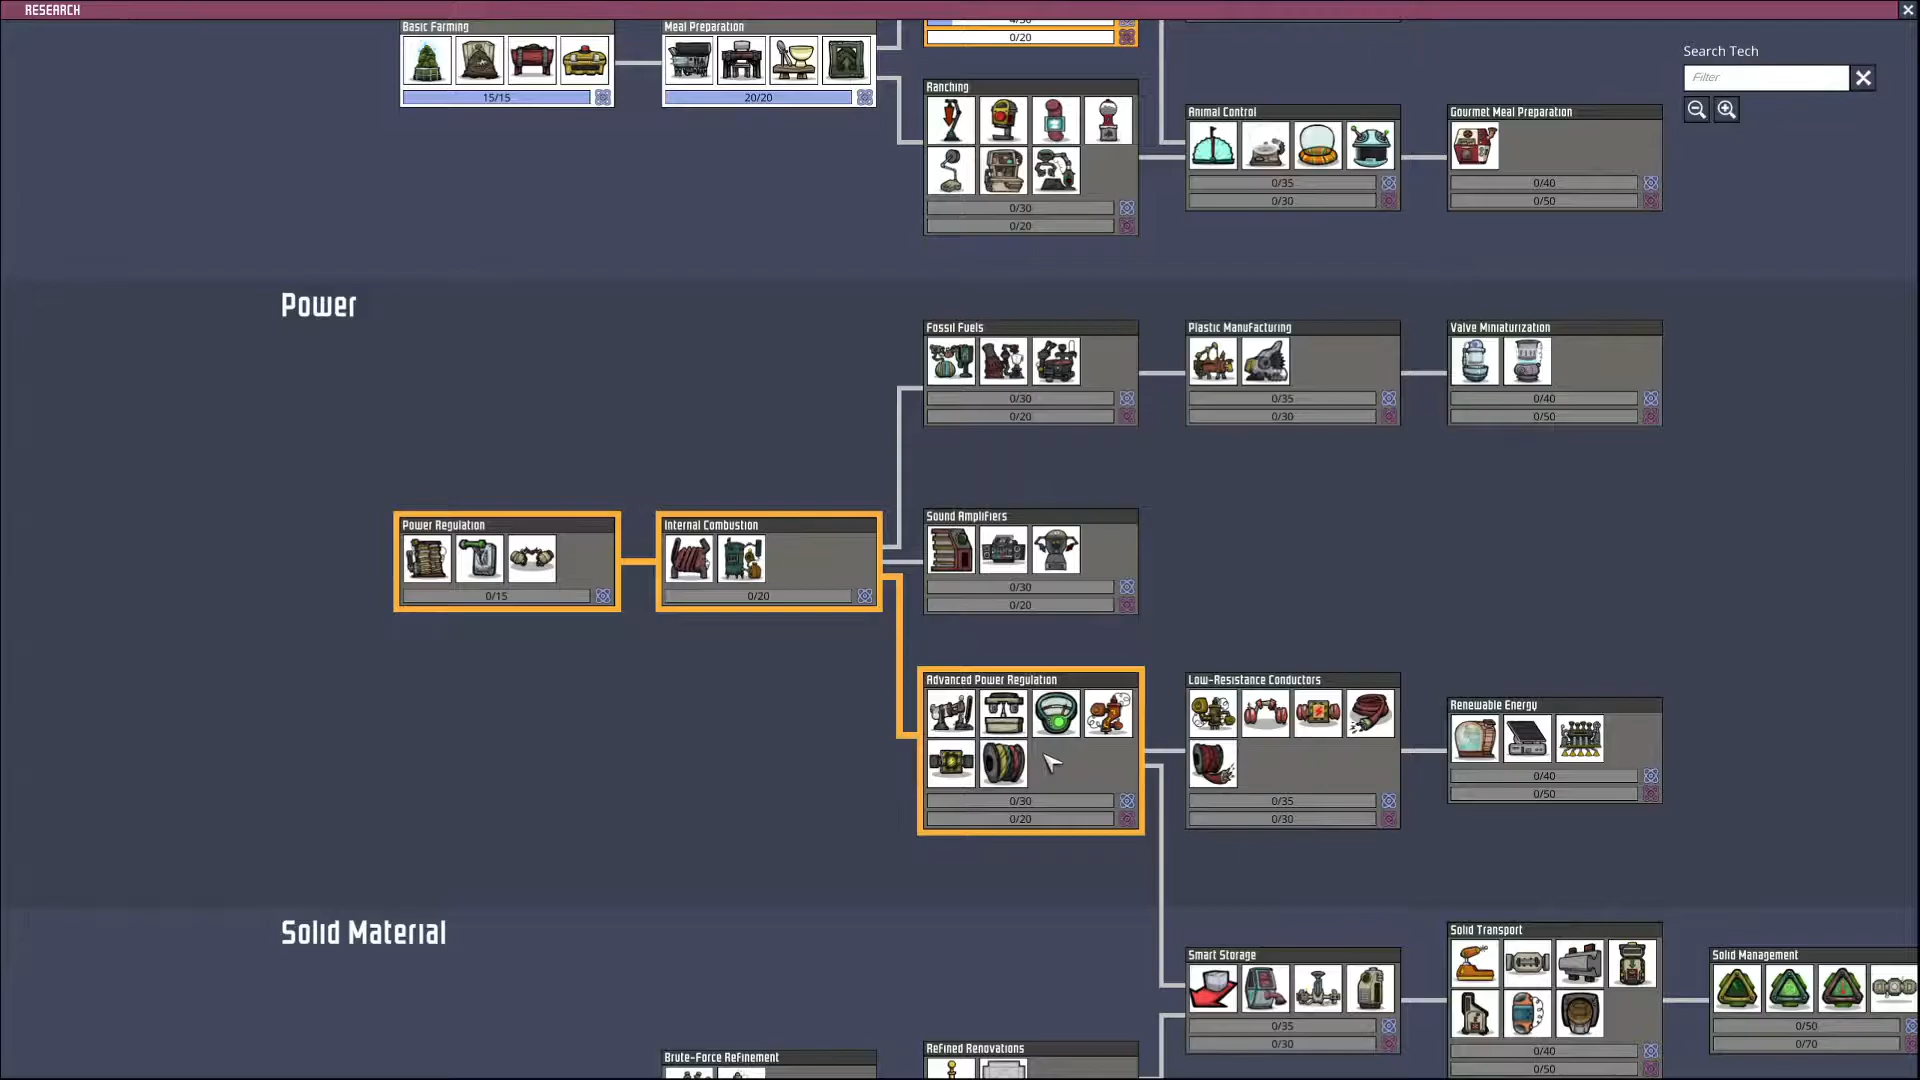 RESEARCH
Search Tech
Filter
Basic Farming
15/15
Meal Preparation
20/20
4/30
0/20
Ranching
0/30
0/20
Animal Control
0/35
0/30
Gourmet Meal Preparation
0/40
0/50
Power
Fossil Fuels
0/30
0/20
Plastic Manufacturing
0/35
0/30
Valve Miniaturization
0/40
0/50
Power Regulation
0/15
Internal Combustion
0/20
Sound Amplifiers
0/30
0/20
Advanced Power Regulation
0/30
0/20
Low-Resistance Conductors
0/35
0/30
Renewable Energy
0/40
0/50
Solid Material
Smart Storage
0/35
0/30
Solid Transport
0/40
0/50
Solid Management
0/50
0/70
Brute-Force Refinement
Refined Renovations